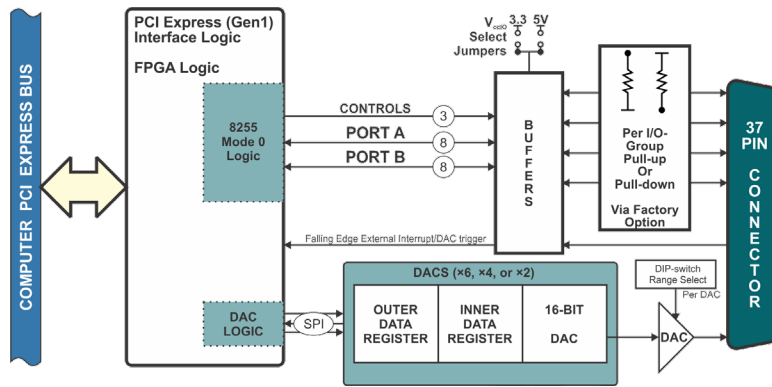 COMPUTER PCI EXPRESS BUS
PCI Express (Gen1)
Interface Logic
FPGA Logic
8255
Mode 0
Logic
DAC
LOGIC
CONTROLS
3
PORT A
8
PORT B
8
Falling Edge External Interrupt/DAC trigger
SPI
VccIO
Select
Jumpers
3.3 5V
BUFFERS
Per I/O-
Group
Pull-up
Or
Pull-down
Via Factory
Option
37
PIN
CONNECTOR
DACS (×6, ×4, or ×2)
OUTER
DATA
REGISTER
INNER
DATA
REGISTER
16-BIT
DAC
DIP-switch
Range Select
Per DAC
DAC